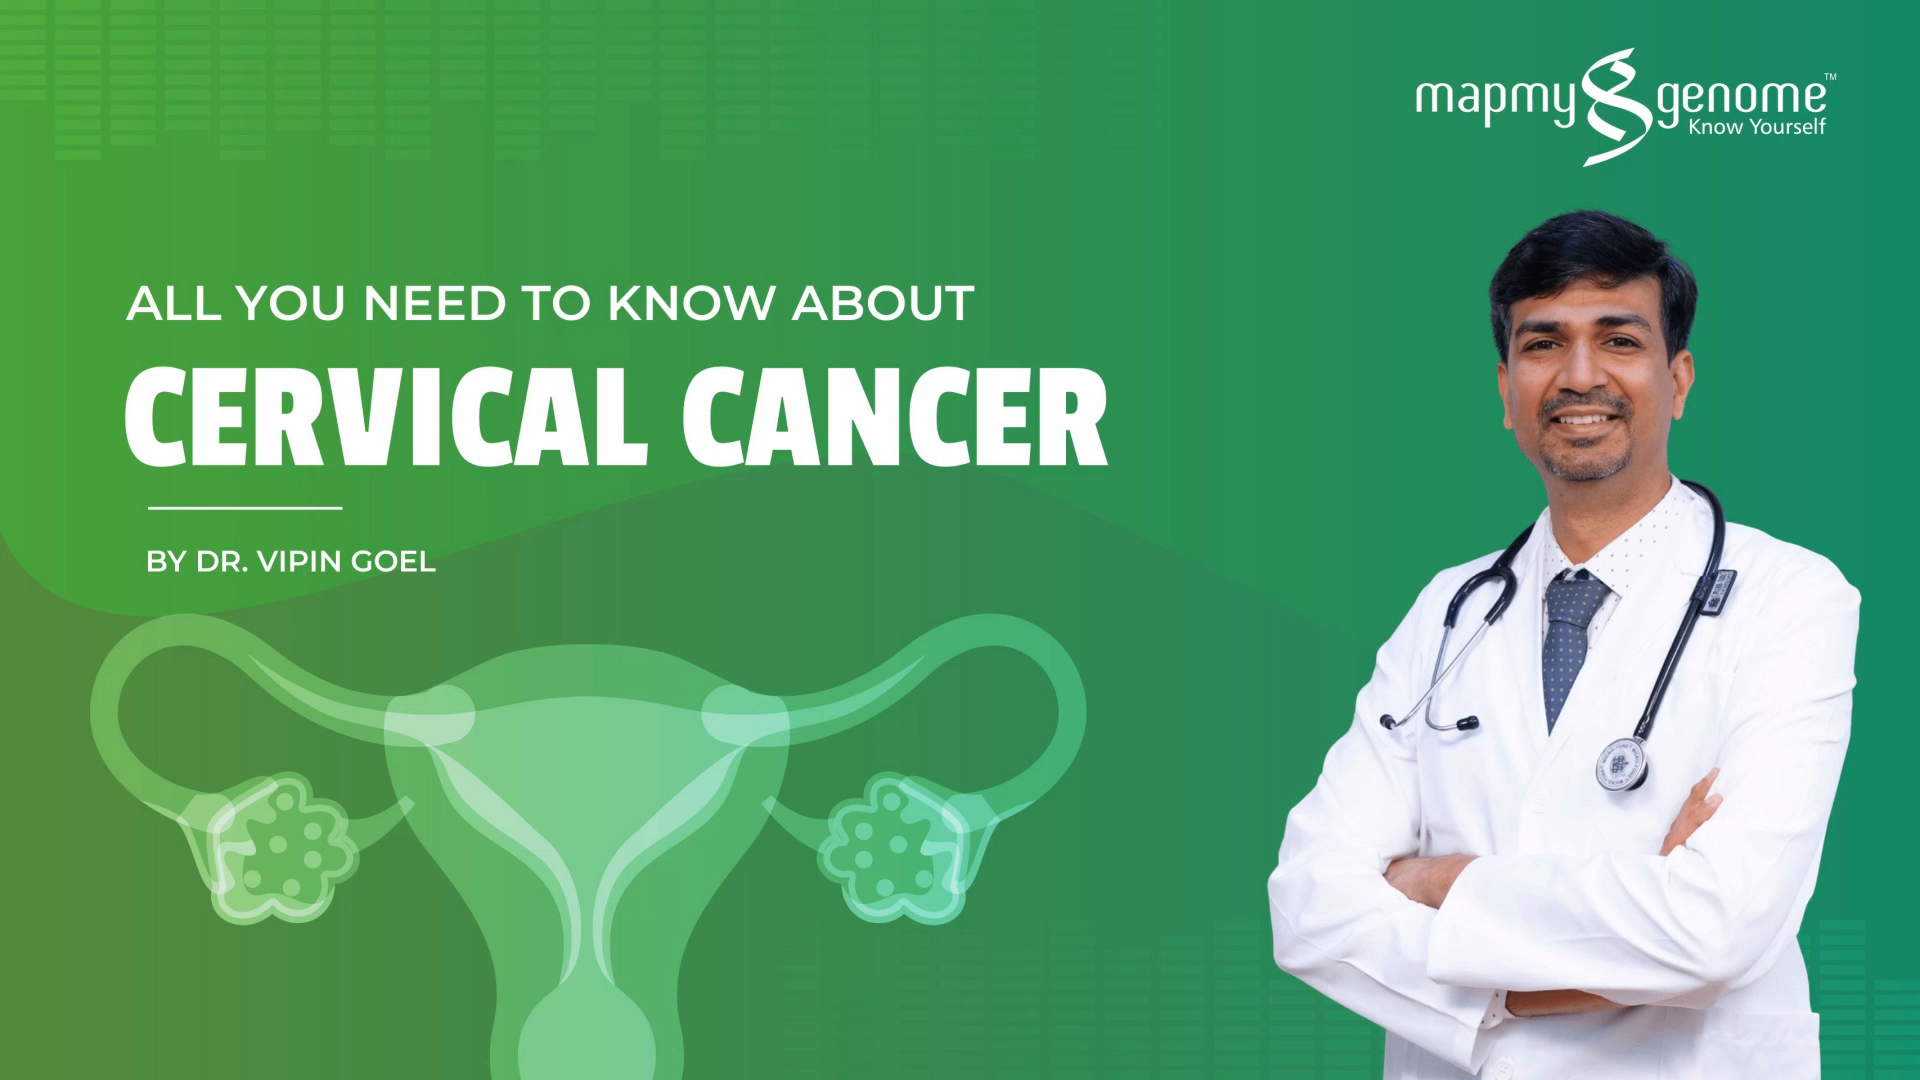 mapmygenome™
Know Yourself
ALL YOU NEED TO KNOW ABOUT
CERVICAL CANCER
BY DR. VIPIN GOEL